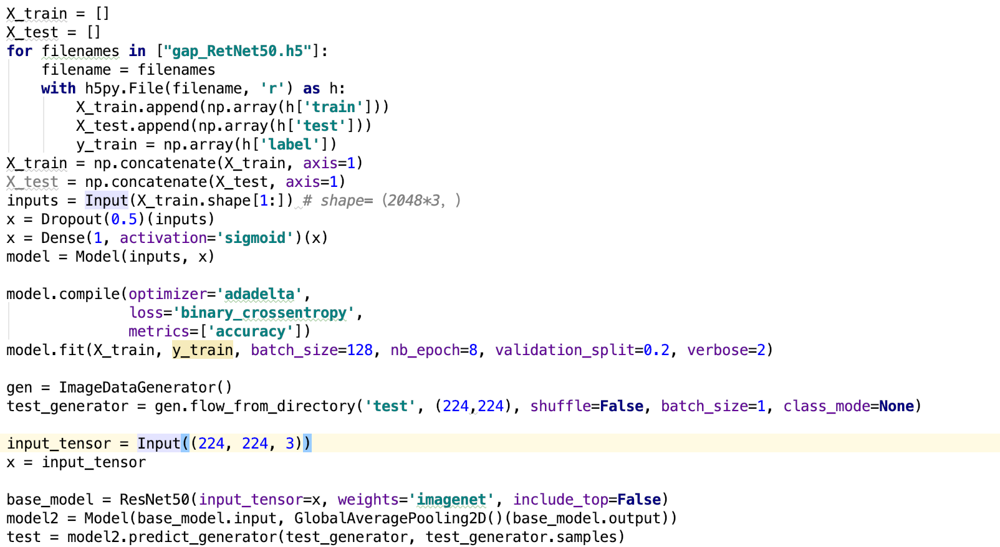 X_train = []
X_test = []
for filenames in ["gap_RetNet50.h5"]:
    filename = filenames
    with h5py.File(filename, 'r') as h:
        X_train.append(np.array(h['train']))
        X_test.append(np.array(h['test']))
        y_train = np.array(h['label'])
X_train = np.concatenate(X_train, axis=1)
X_test = np.concatenate(X_test, axis=1)
inputs = Input(X_train.shape[1:]) # shape=（2048*3，）
x = Dropout(0.5)(inputs)
x = Dense(1, activation='sigmoid')(x)
model = Model(inputs, x)

model.compile(optimizer='adadelta',
              loss='binary_crossentropy',
              metrics=['accuracy'])
model.fit(X_train, y_train, batch_size=128, nb_epoch=8, validation_split=0.2, verbose=2)

gen = ImageDataGenerator()
test_generator = gen.flow_from_directory('test', (224,224), shuffle=False, batch_size=1, class_mode=None)

input_tensor = Input((224, 224, 3))
x = input_tensor

base_model = ResNet50(input_tensor=x, weights='imagenet', include_top=False)
model2 = Model(base_model.input, GlobalAveragePooling2D()(base_model.output))
test = model2.predict_generator(test_generator, test_generator.samples)